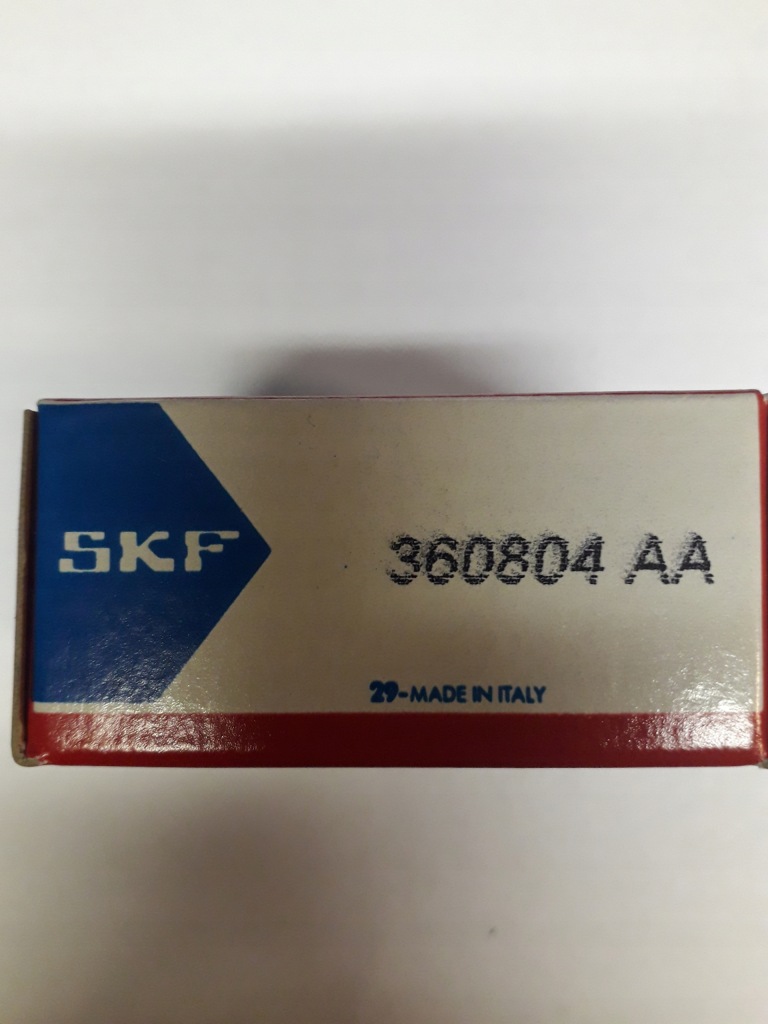 SKF
360804 AA
29-MADE IN ITALY